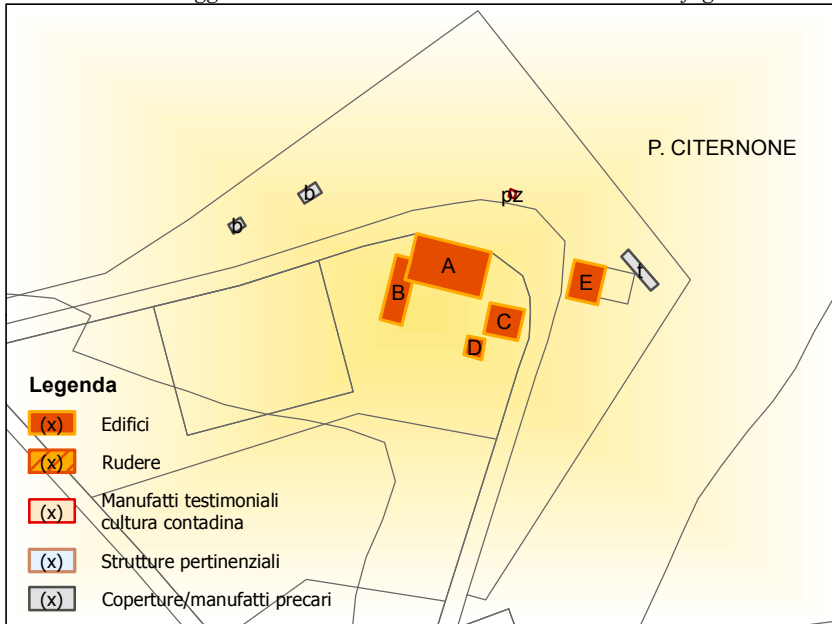 P. CITERNONE
b
b
pz
A
B
C
D
E
t
Legenda
(x) Edifici
(x) Rudere
(x) Manufatti testimoniali
cultura contadina
(x) Strutture pertinenziali
(x) Coperture/manufatti precari